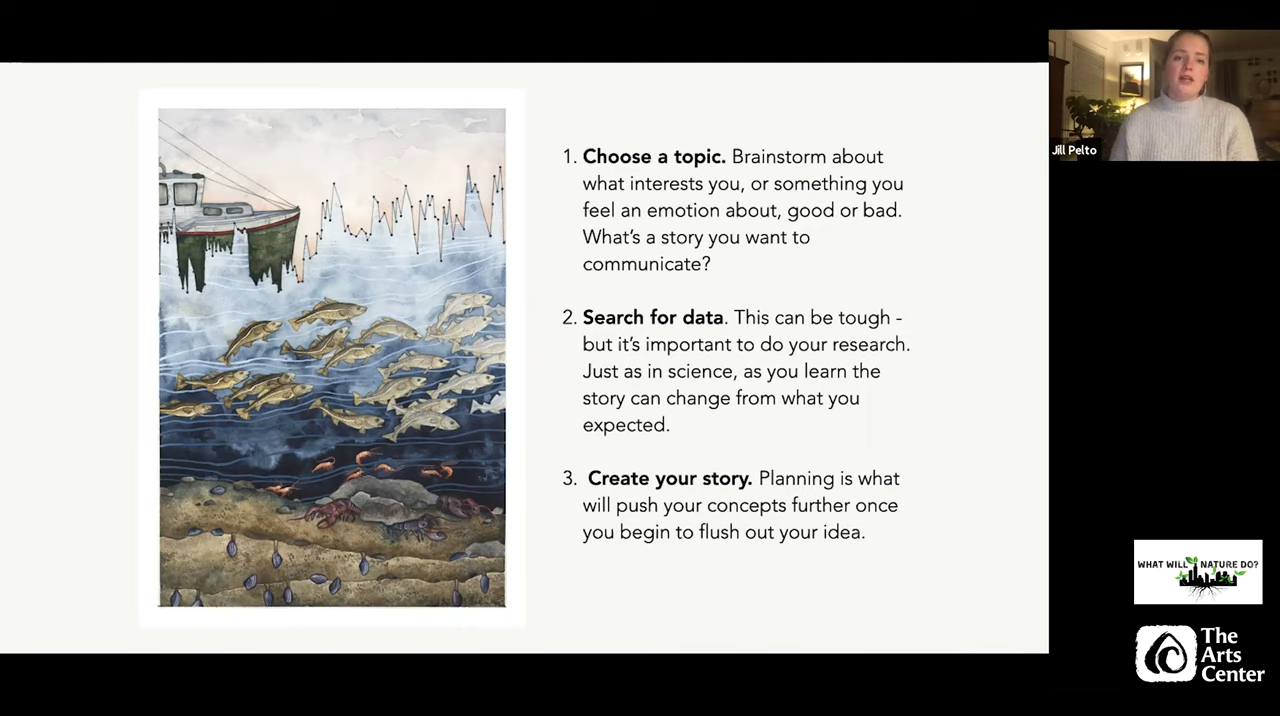 1. Choose a topic. Brainstorm about
what interests you, or something you
feel an emotion about, good or bad.
What's a story you want to
communicate?
2. Search for data. This can be tough -
but it's important to do your research.
Just as in science, as you learn the
story can change from what you
expected.
3. Create your story. Planning is what
will push your concepts further once
you begin to flush out your idea.
Jill Pelto
WHAT WILL NATURE DO?
The
Arts
Center